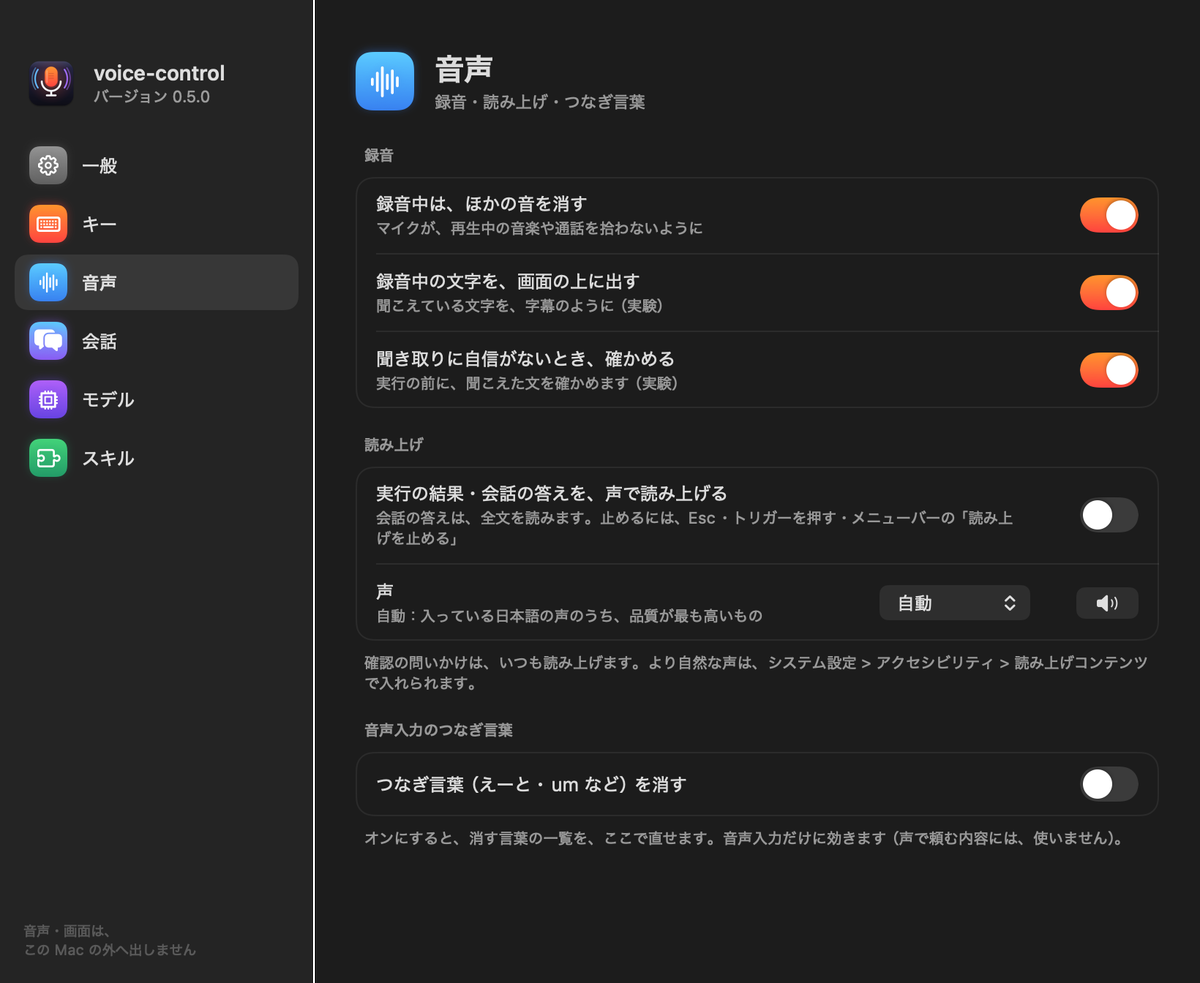 voice-control
バージョン 0.5.0
一般
キー
音声
会話
モデル
スキル
音声・画面は、
この Mac の外へ出しません
音声
録音・読み上げ・つなぎ言葉
録音
録音中は、ほかの音を消す
マイクが、再生中の音楽や通話を拾わないように
録音中の文字を、画面の上に出す
聞こえている文字を、字幕のように（実験）
聞き取りに自信がないとき、確かめる
実行の前に、聞こえた文を確かめます（実験）
読み上げ
実行の結果・会話の答えを、声で読み上げる
会話の答えは、全文を読みます。止めるには、Esc・トリガーを押す・メニューバーの「読み上
げを止める」
声
自動：入っている日本語の声のうち、品質が最も高いもの
自動
確認の問いかけは、いつも読み上げます。より自然な声は、システム設定 > アクセシビリティ > 読み上げコンテンツ
で入れられます。
音声入力のつなぎ言葉
つなぎ言葉（えーと・um など）を消す
オンにすると、消す言葉の一覧を、ここで直せます。音声入力だけに効きます（声で頼む内容には、使いません）。